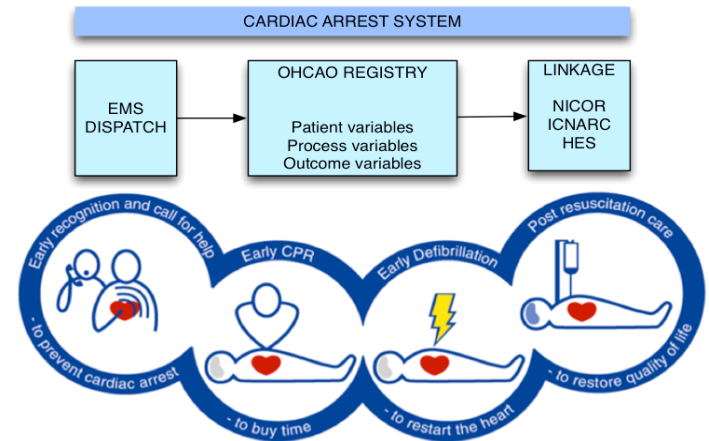 CARDIAC ARREST SYSTEM
EMS
DISPATCH
OHCAO REGISTRY
Patient variables
Process variables
Outcome variables
LINKAGE
NICOR
ICNARC
HES
Early recognition and call for help
- to prevent cardiac arrest
Early CPR
- to buy time
Early Defibrillation
- to restart the heart
Post resuscitation care
- to restore quality of life